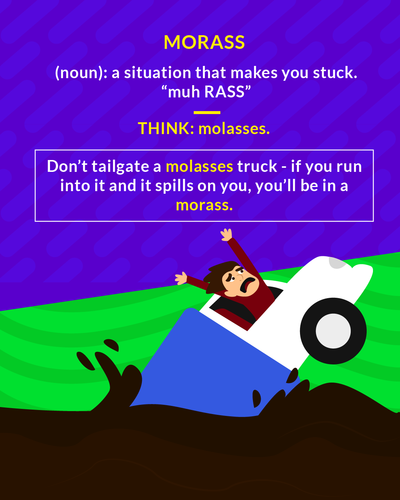 MORASS
(noun): a situation that makes you stuck.
“muh RASS”
THINK: molasses.
Don’t tailgate a molasses truck - if you run
into it and it spills on you, you’ll be in a
morass.